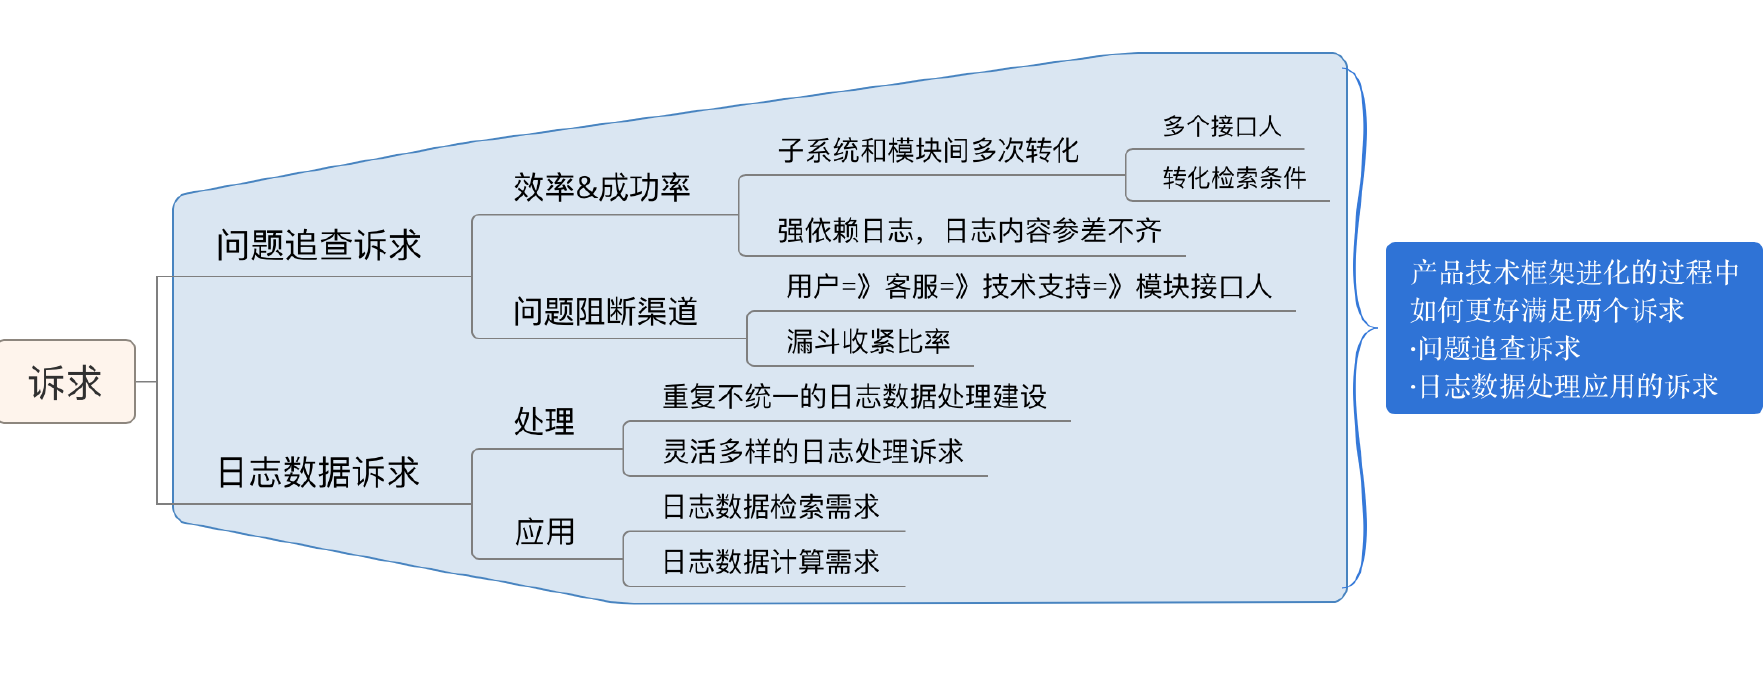 诉求
问题追查诉求
效率&成功率
子系统和模块间多次转化
多个接口人
转化检索条件
强依赖日志，日志内容参差不齐
问题阻断渠道
用户=》客服=》技术支持=》模块接口人
漏斗收紧比率
日志数据诉求
处理
重复不统一的日志数据处理建设
灵活多样的日志处理诉求
应用
日志数据检索需求
日志数据计算需求
产品技术框架进化的过程中
如何更好满足两个诉求
·问题追查诉求
·日志数据处理应用的诉求